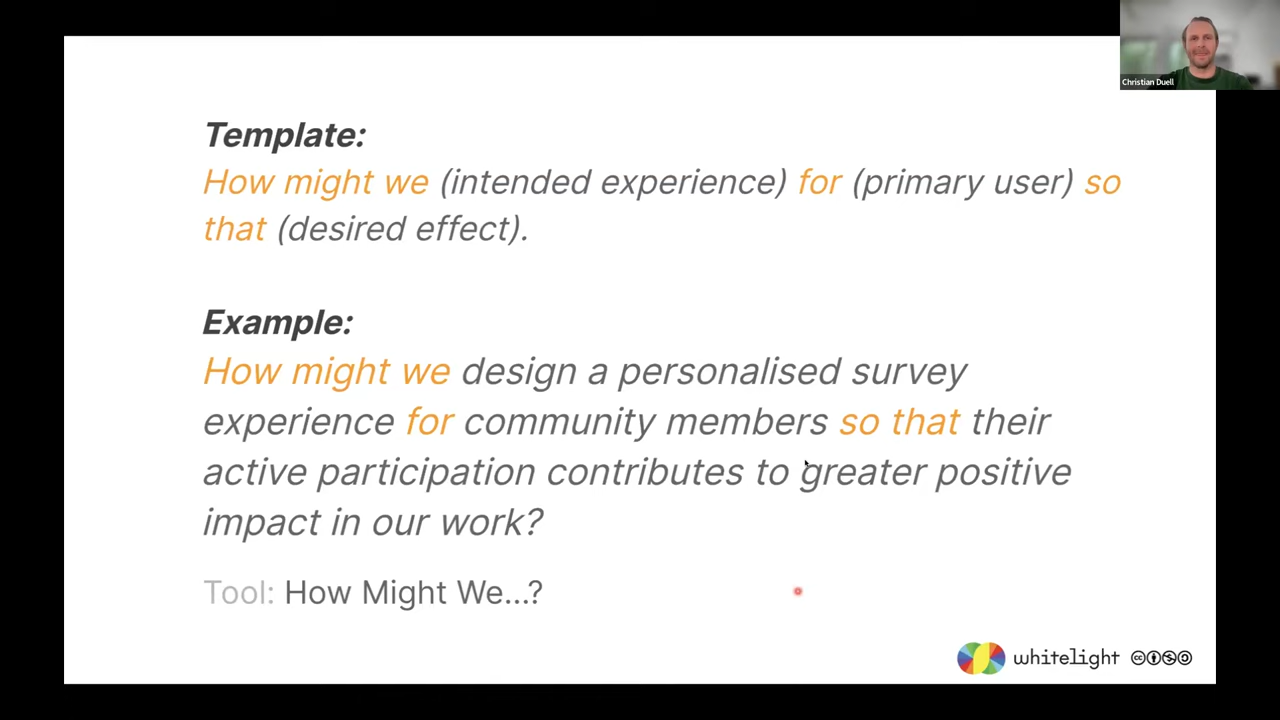 Christian Duell
Template:
How might we (intended experience) for (primary user) so
that (desired effect).
Example:
How might we design a personalised survey
experience for community members so that their
active participation contributes to greater positive
impact in our work?
Tool: How Might We...?
whitelight